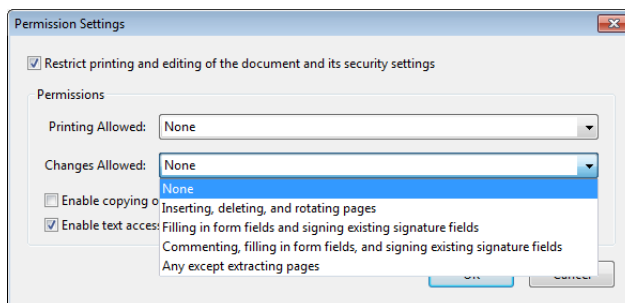 Permission Settings
Restrict printing and editing of the document and its security settings
Permissions
Printing Allowed: None
Changes Allowed: None
None
Enable copying o
Inserting, deleting, and rotating pages
Enable text acces
Filling in form fields and signing existing signature fields
Commenting, filling in form fields, and signing existing signature fields
Any except extracting pages
OK Cancel